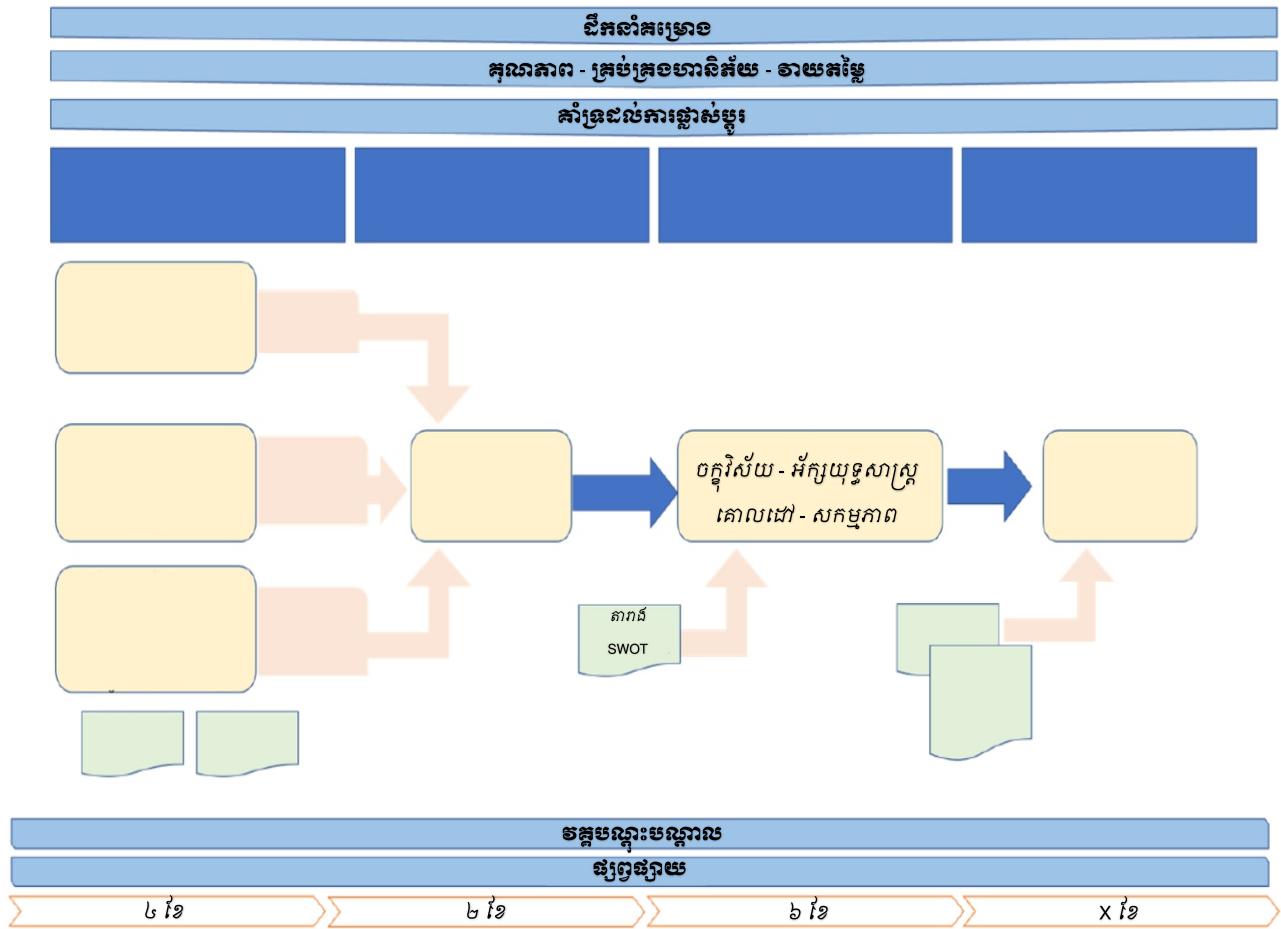 ដឹកនាំគម្រោង
គុណភាព - គ្រប់គ្រងហានិភ័យ - វាយតម្លៃ
គាំទ្រដល់ការផ្លាស់ប្តូរ
ចក្ខុវិស័យ - អ័ក្សយុទ្ធសាស្ត្រ
គោលដៅ - សកម្មភាព
តារាង
SWOT
វគ្គបណ្តុះបណ្តាល
ផ្សព្វផ្សាយ
៤ ខែ
២ ខែ
៦ ខែ
X ខែ